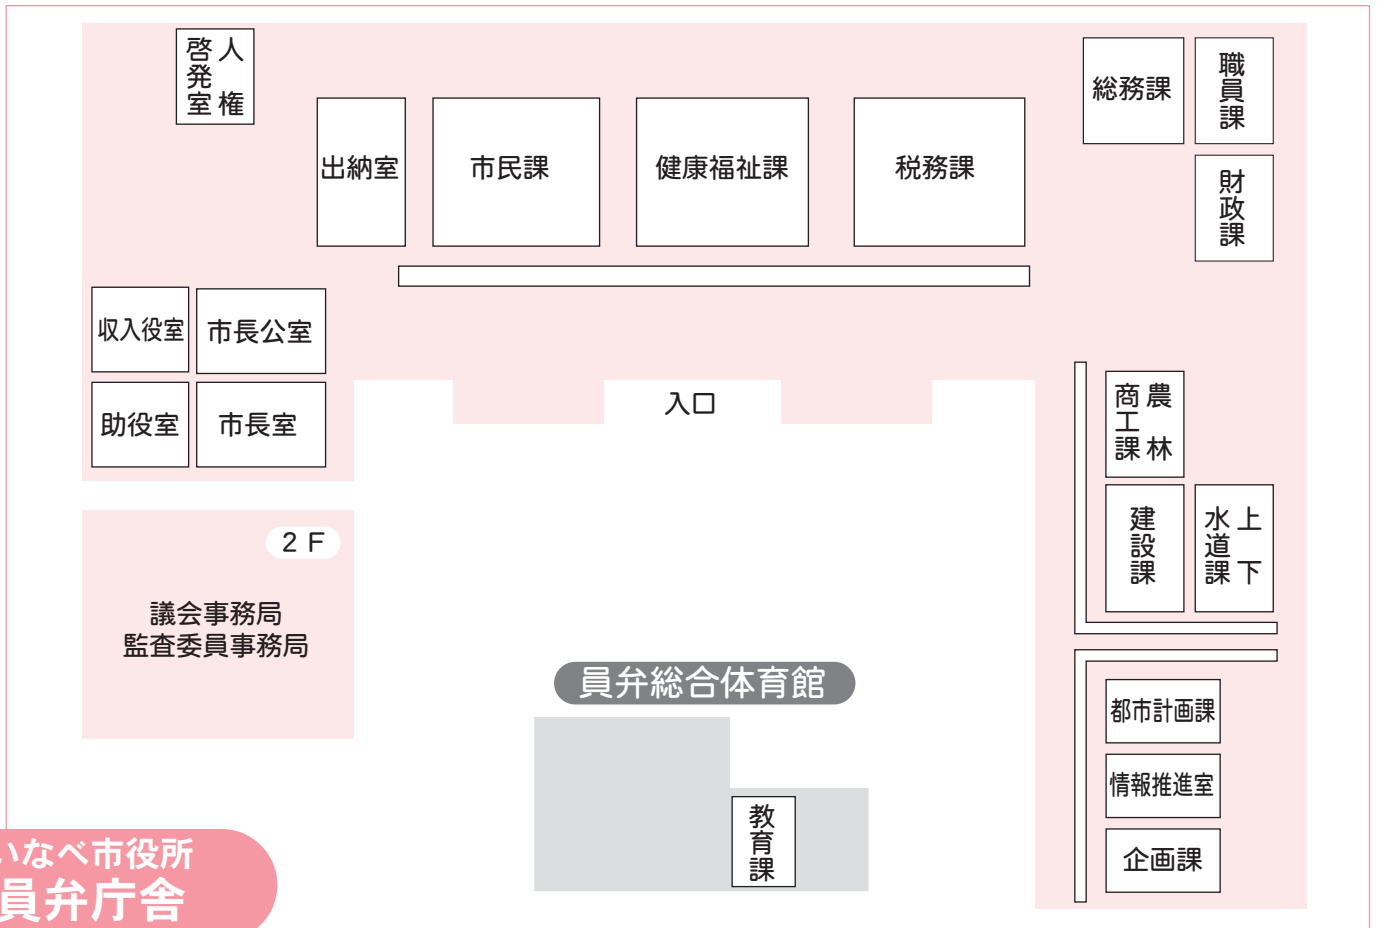 人権
啓発室
出納室
市民課
健康福祉課
税務課
総務課
職員課
財政課
収入役室
市長公室
助役室
市長室
入口
農林
商工課
建設課
上下
水道課
2F
議会事務局
監査委員事務局
員弁総合体育館
教育課
都市計画課
情報推進室
企画課
いなべ市役所
員弁庁舎